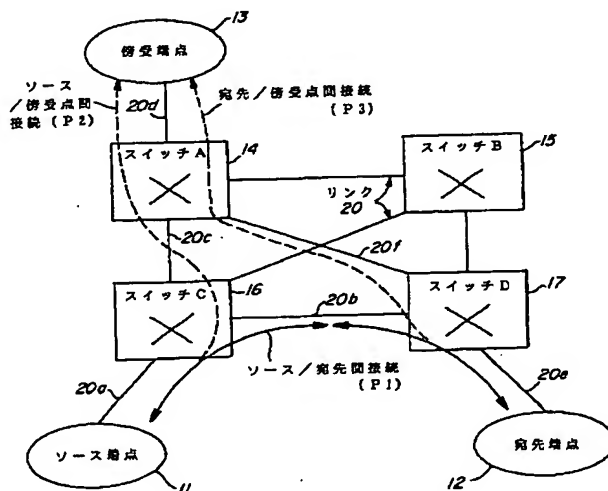 13
傍受端点
ソース
/傍受点間
接続(P2)
20d
宛先/傍受点間接続
(P3)
スイッチA
14
スイッチB
15
リンク
20
20c
20f
スイッチC
16
20b
スイッチD
17
ソース/宛先間接続
(P1)
20a
20e
ソース端点
11
宛先端点
12